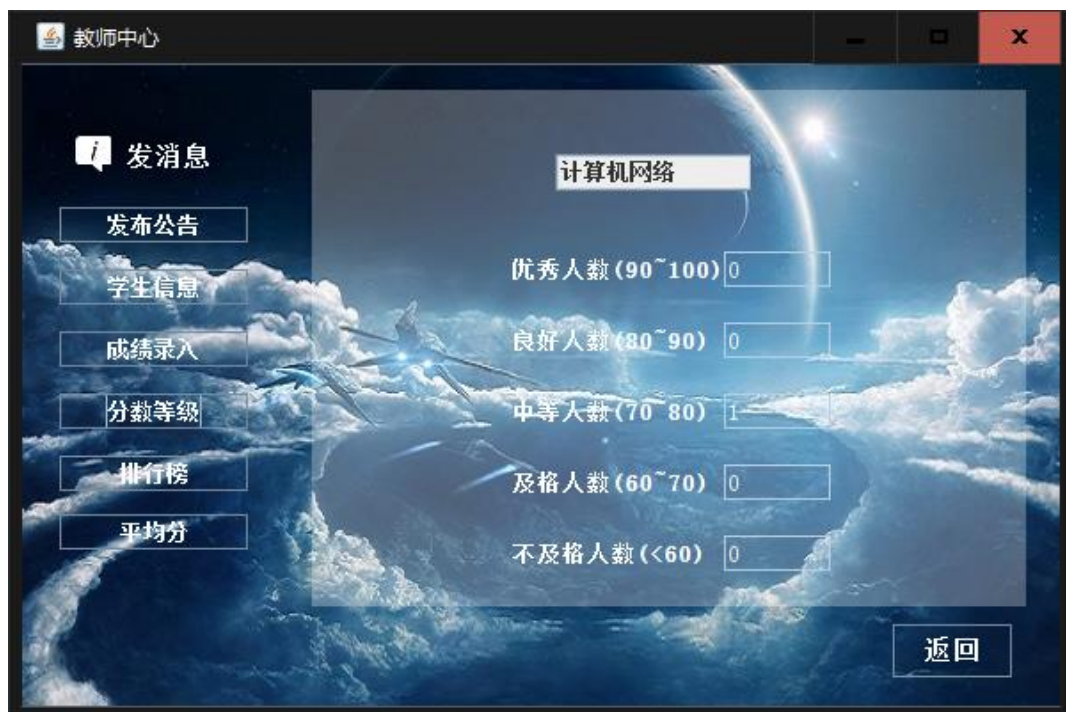 教师中心
发消息
发布公告
学生信息
成绩录入
分数等级
排行榜
平均分
计算机网络
优秀人数(90~100) 0
良好人数(80~90) 0
中等人数(70~80) 1
及格人数(60~70) 0
不及格人数(<60) 0
返回